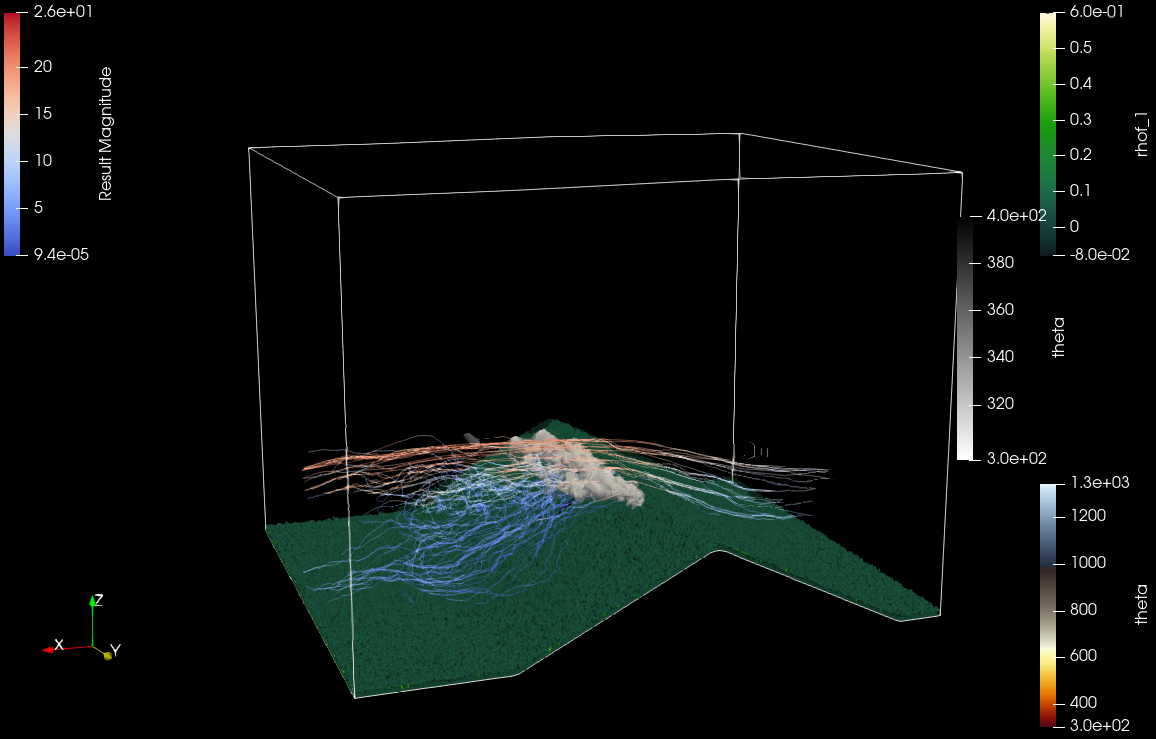 2.6e+01
20
15
10
5
9.4e-05
Result Magnitude
6.0e-01
0.5
0.4
0.3
0.2
0.1
0
-8.0e-02
rhof_1
4.0e+02
380
360
340
320
3.0e+02
theta
1.3e+03
1200
1000
800
600
400
3.0e+02
theta
Z
X
Y